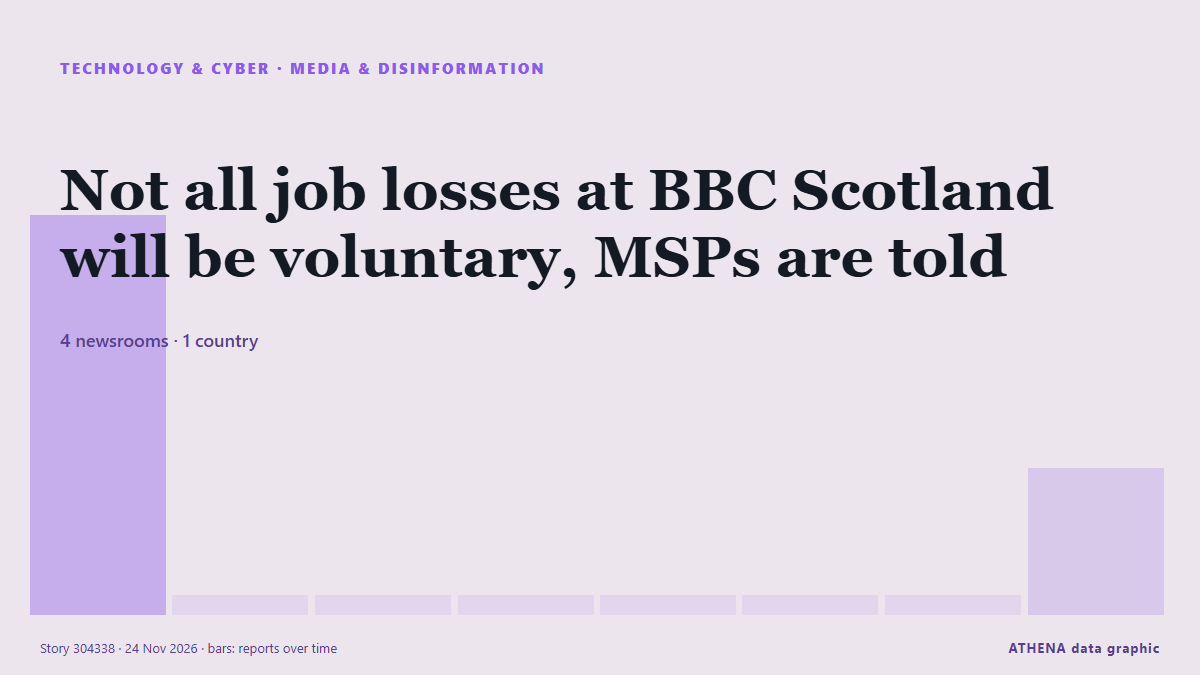 TECHNOLOGY & CYBER · MEDIA & DISINFORMATION
Not all job losses at BBC Scotland
will be voluntary, MSPs are told
4 newsrooms · 1 country
Story 304338 · 24 Nov 2026 · bars: reports over time
ATHENA data graphic